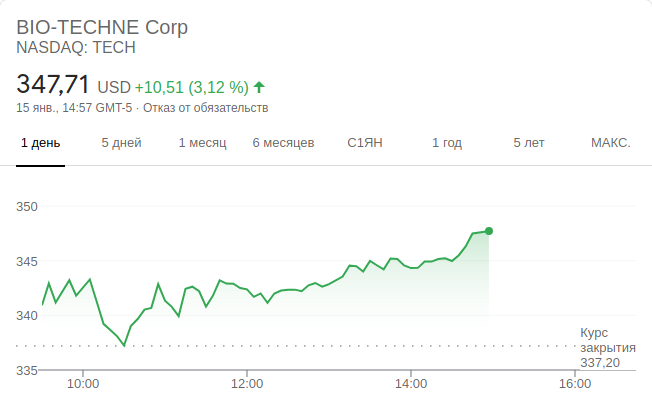 BIO-TECHNE Corp
NASDAQ: TECH
347,71 USD +10,51 (3,12 %)
15 янв., 14:57 GMT-5 · Отказ от обязательств
1 день 5 дней 1 месяц 6 месяцев С1ЯН 1 год 5 лет МАКС.
350
345
340
Курс
закрытия
337,20
335
10:00 12:00 14:00 16:00